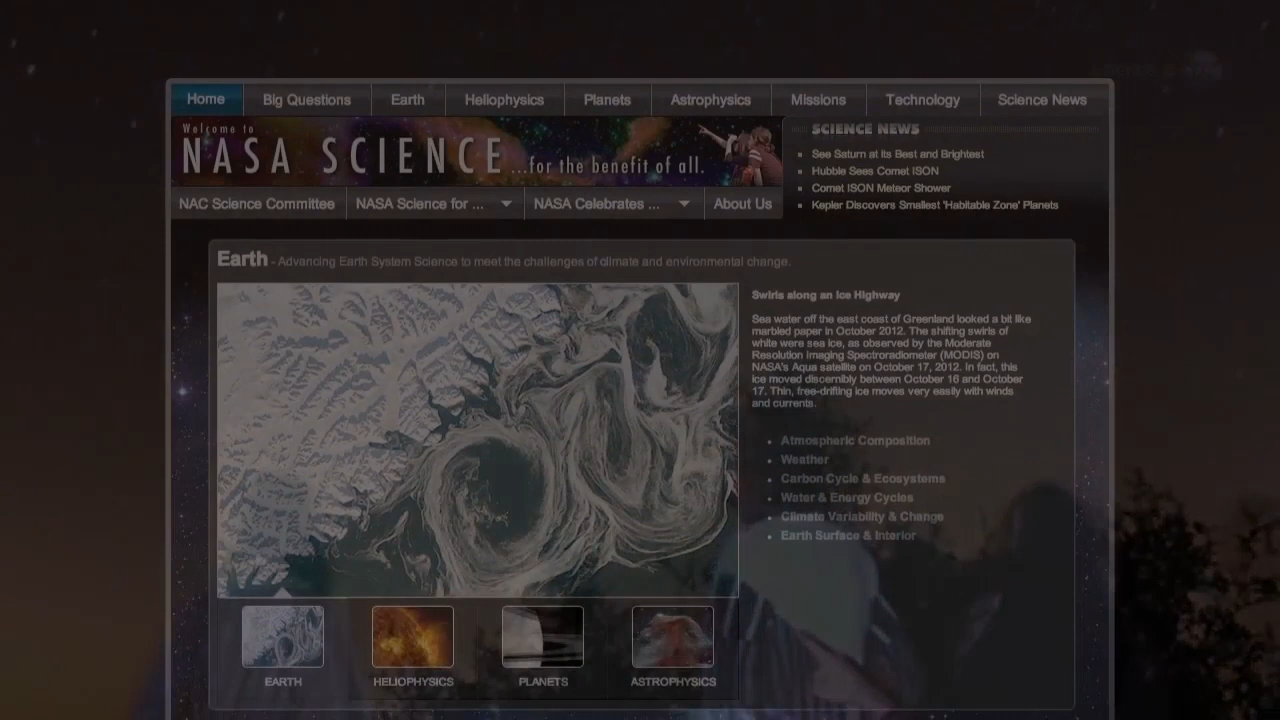 Home Big Questions Earth Heliophysics Planets Astrophysics Missions Technology Science News
Welcome to
NASA SCIENCE ...for the benefit of all.
SCIENCE NEWS
See Saturn at Its Best and Brightest
Hubble Sees Comet ISON
Comet ISON Meteor Shower
Kepler Discovers Smallest 'Habitable Zone' Planets
NAC Science Committee NASA Science for ... NASA Celebrates ... About Us
Earth - Advancing Earth System Science to meet the challenges of climate and environmental change.
Swirls along an Ice Highway
Sea water off the east coast of Greenland looked a bit like
marbled paper in October 2012. The shifting swirls of
white were sea ice, as observed by the Moderate
Resolution Imaging Spectroradiometer (MODIS) on
NASA's Aqua satellite on October 17, 2012. In fact, this
ice moved discernibly between October 16 and October
17. Thin, free-drifting ice moves very easily with winds
and currents.
Atmospheric Composition
Weather
Carbon Cycle & Ecosystems
Water & Energy Cycles
Climate Variability & Change
Earth Surface & Interior
EARTH HELIOPHYSICS PLANETS ASTROPHYSICS